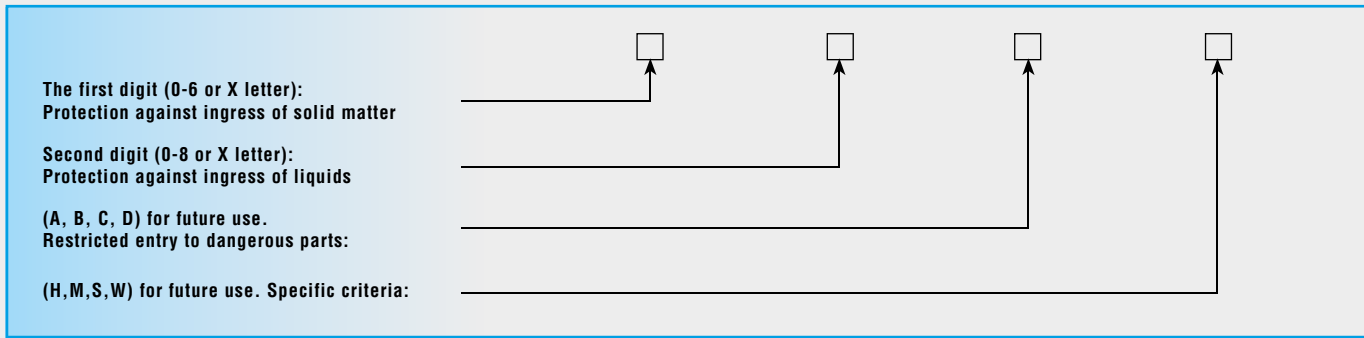 The first digit (0-6 or X letter):
Protection against ingress of solid matter
Second digit (0-8 or X letter):
Protection against ingress of liquids
(A, B, C, D) for future use.
Restricted entry to dangerous parts:
(H,M,S,W) for future use. Specific criteria: